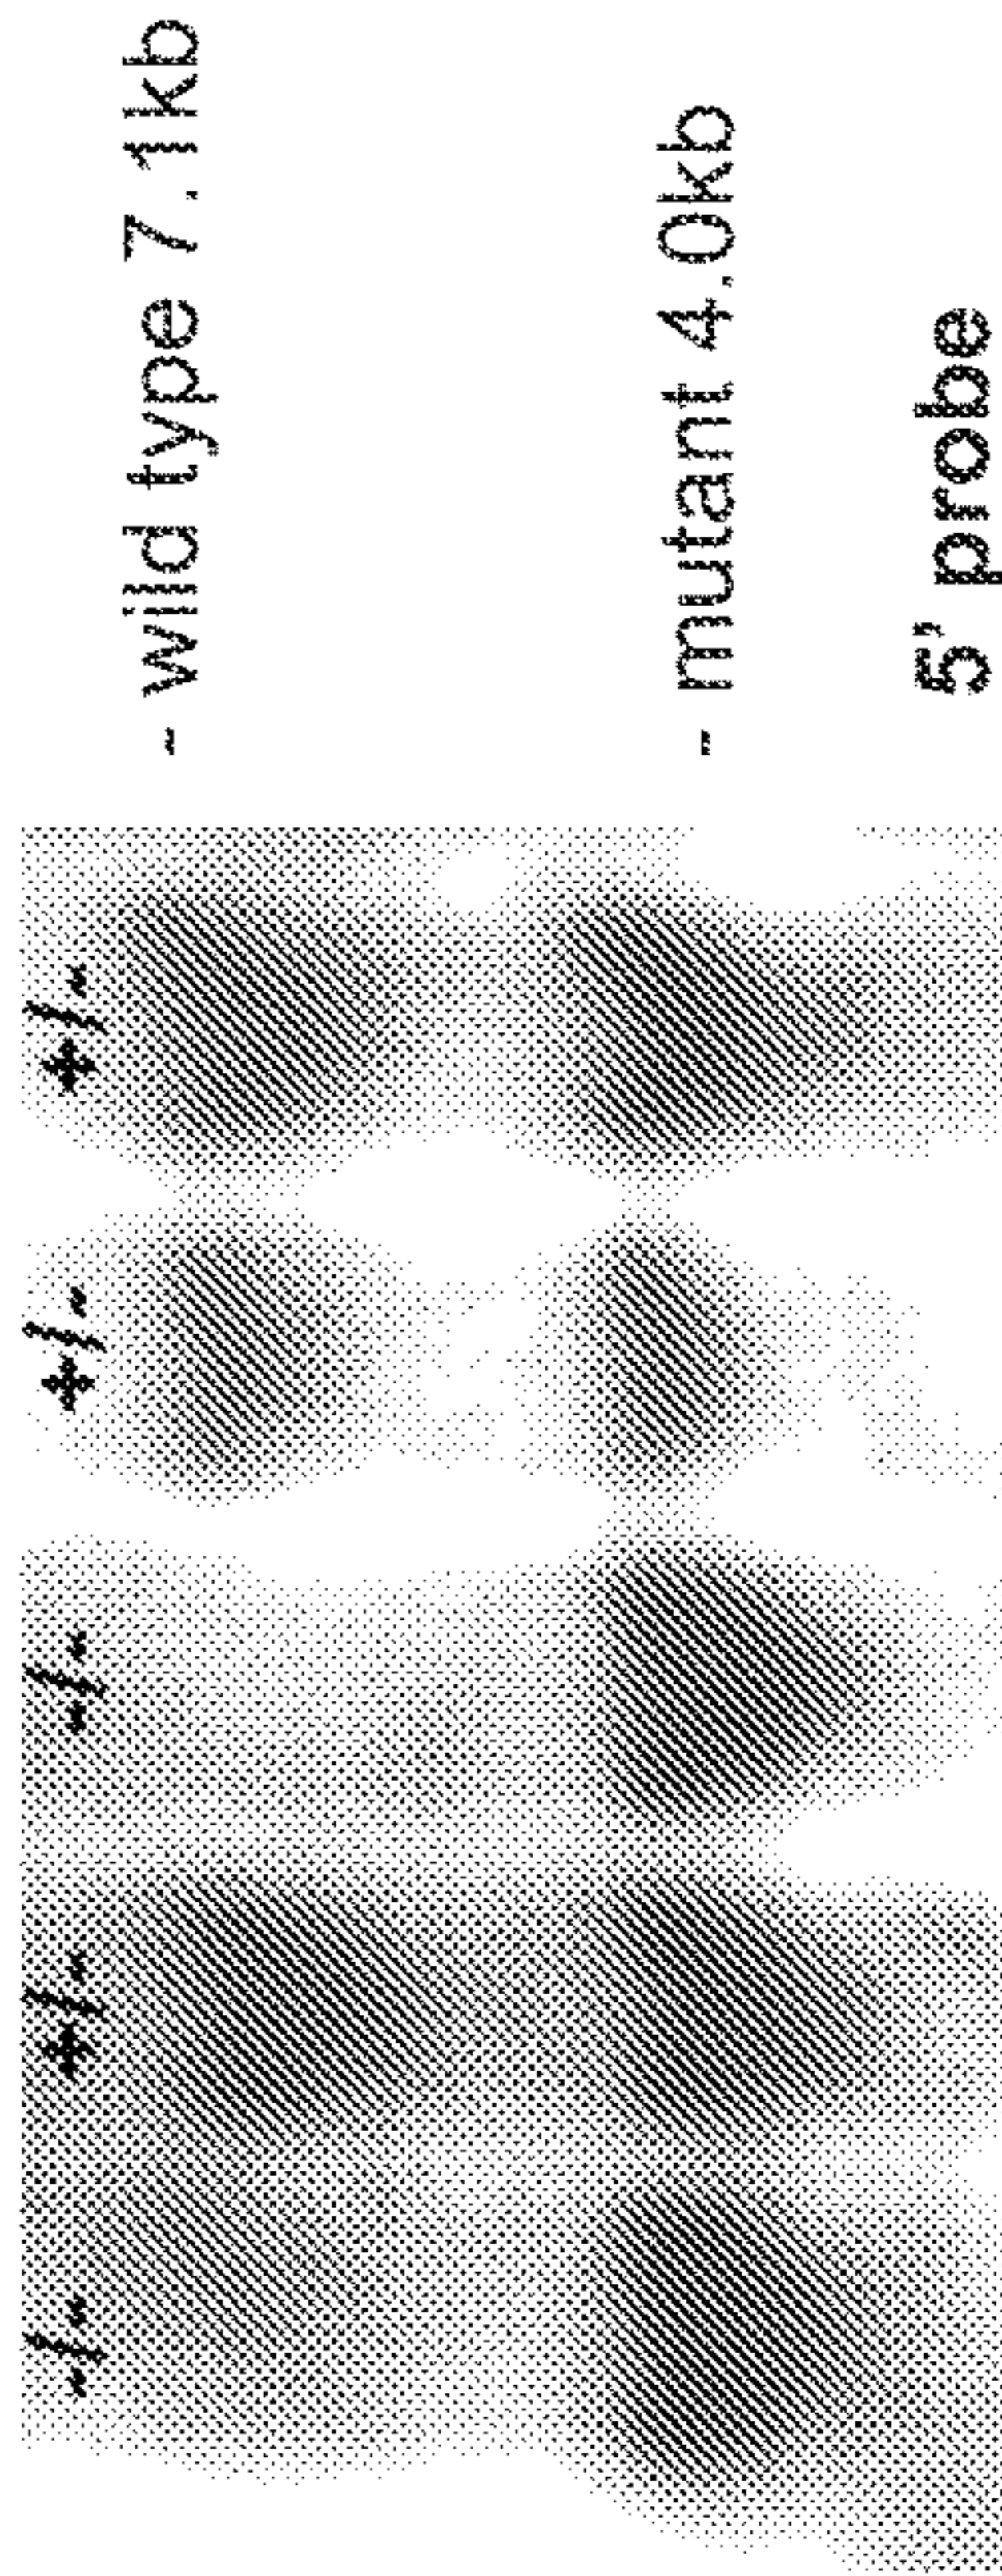 -/- +/- -/- +/- +/-
- wild type 7.1kb
- mutant 4.0kb
5' probe